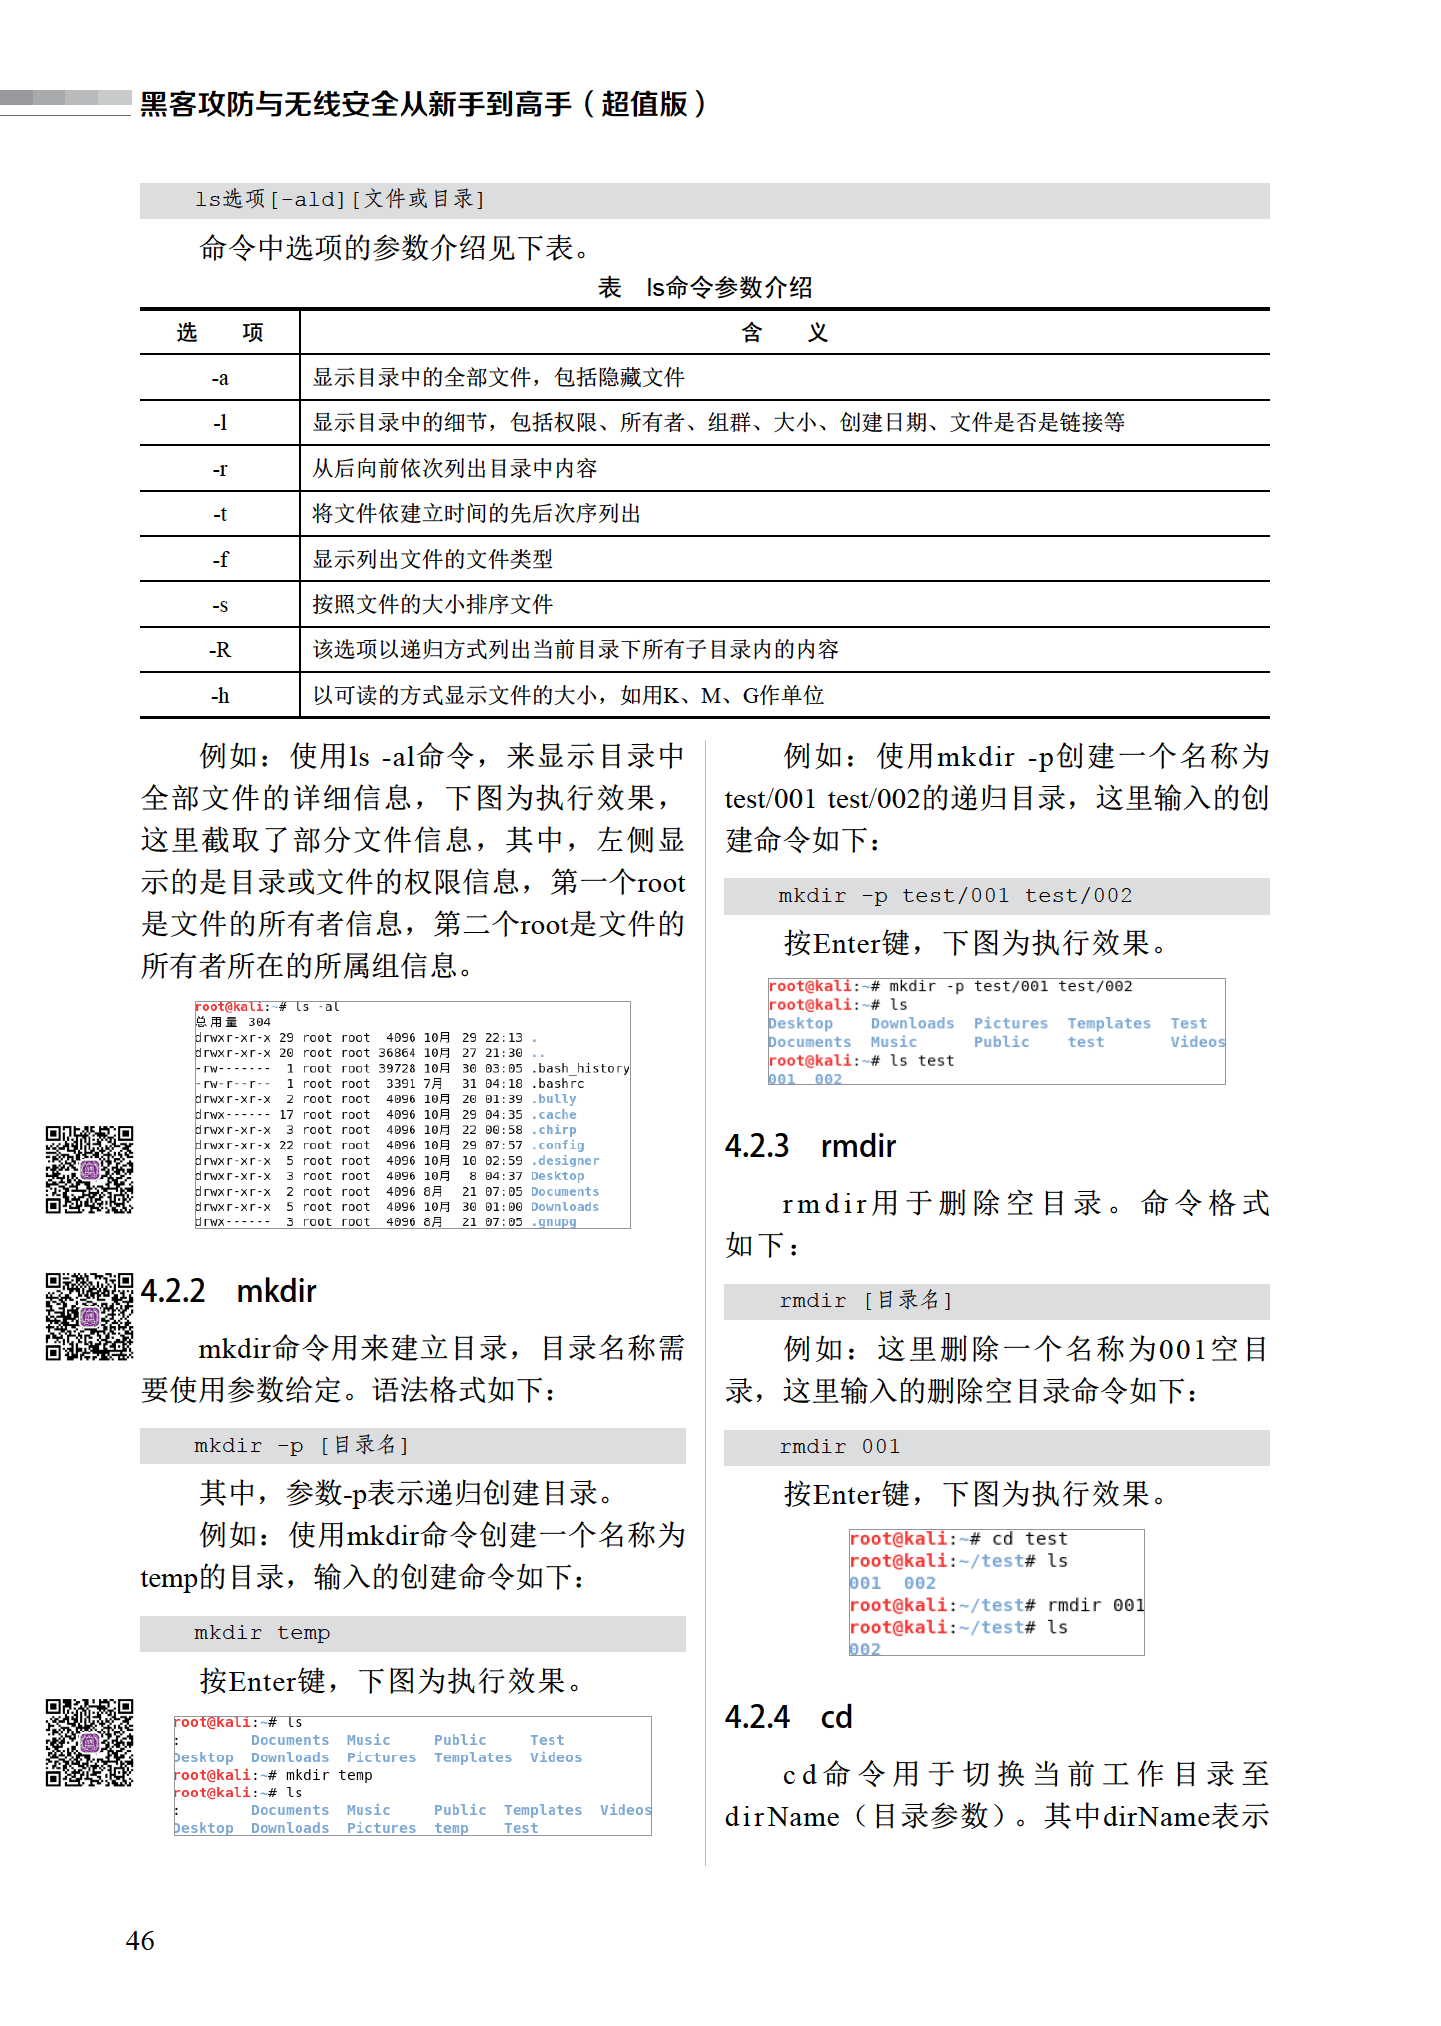 黑客攻防与无线安全从新手到高手（超值版）
ls选项[-ald][文件或目录]
命令中选项的参数介绍见下表。
表 ls命令参数介绍
选 项 含 义
-a 显示目录中的全部文件，包括隐藏文件
-l 显示目录中的细节，包括权限、所有者、组群、大小、创建日期、文件是否是链接等
-r 从后向前依次列出目录中内容
-t 将文件依建立时间的先后次序列出
-f 显示列出文件的文件类型
-s 按照文件的大小排序文件
-R 该选项以递归方式列出当前目录下所有子目录内的内容
-h 以可读的方式显示文件的大小，如用K、M、G作单位
例如：使用ls -al命令，来显示目录中
全部文件的详细信息，下图为执行效果，
这里截取了部分文件信息，其中，左侧显
示的是目录或文件的权限信息，第一个root
是文件的所有者信息，第二个root是文件的
所有者所在的所属组信息。
root@kali:~# ls -al
总用量 304
drwxr-xr-x 29 root root 4096 10月 29 22:13 .
drwxr-xr-x 20 root root 36864 10月 27 21:30 ..
-rw------- 1 root root 39728 10月 30 03:05 .bash_history
-rw-r--r-- 1 root root 3391 7月 31 04:18 .bashrc
drwxr-xr-x 2 root root 4096 10月 20 01:39 .bully
drwx------ 17 root root 4096 10月 29 04:35 .cache
drwxr-xr-x 3 root root 4096 10月 22 00:58 .chirp
drwxr-xr-x 22 root root 4096 10月 29 07:57 .config
drwxr-xr-x 5 root root 4096 10月 10 02:59 .designer
drwxr-xr-x 3 root root 4096 10月 8 04:37 Desktop
drwxr-xr-x 2 root root 4096 8月 21 07:05 Documents
drwxr-xr-x 5 root root 4096 10月 30 01:00 Downloads
drwx------ 3 root root 4096 8月 21 07:05 .gnupg
4.2.2 mkdir
mkdir命令用来建立目录，目录名称需
要使用参数给定。语法格式如下：
mkdir -p [目录名]
其中，参数-p表示递归创建目录。
例如：使用mkdir命令创建一个名称为
temp的目录，输入的创建命令如下：
mkdir temp
按Enter键，下图为执行效果。
root@kali:~# ls
: Documents Music Public Test
Desktop Downloads Pictures Templates Videos
root@kali:~# mkdir temp
root@kali:~# ls
: Documents Music Public Templates Videos
Desktop Downloads Pictures temp Test
例如：使用mkdir -p创建一个名称为
test/001 test/002的递归目录，这里输入的创
建命令如下：
mkdir -p test/001 test/002
按Enter键，下图为执行效果。
root@kali:~# mkdir -p test/001 test/002
root@kali:~# ls
Desktop Downloads Pictures Templates Test
Documents Music Public test Videos
root@kali:~# ls test
001 002
4.2.3 rmdir
rmdir用于删除空目录。命令格式
如下：
rmdir [目录名]
例如：这里删除一个名称为001空目
录，这里输入的删除空目录命令如下：
rmdir 001
按Enter键，下图为执行效果。
root@kali:~# cd test
root@kali:~/test# ls
001 002
root@kali:~/test# rmdir 001
root@kali:~/test# ls
002
4.2.4 cd
cd命令用于切换当前工作目录至
dirName（目录参数）。其中dirName表示
46